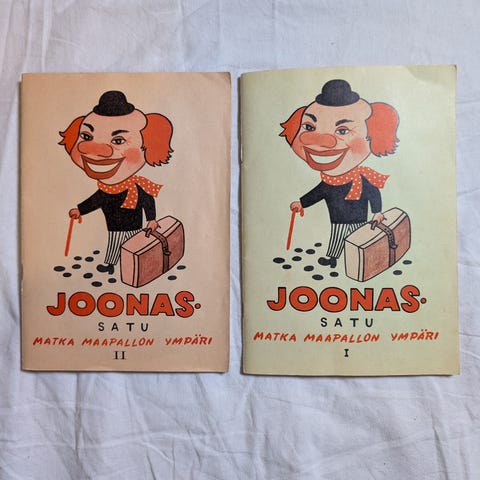 JOONAS·
SATU
MATKA MAAPALLON YMPÄRI
II
JOONAS·
SATU
MATKA MAAPALLON YMPÄRI
I